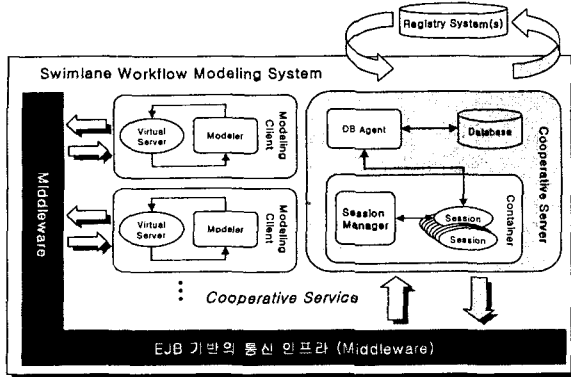 Registry System(s)
Swimlane Workflow Modeling System
Middleware
Virtual
Server
Modeler
Modeling
Client
Virtual
Server
Modeler
Modeling
Client
DB Agent
Database
Cooperative Server
Session
Manager
Session
Session
Container
Cooperative Service
EJB 기반의 통신 인프라 (Middleware)